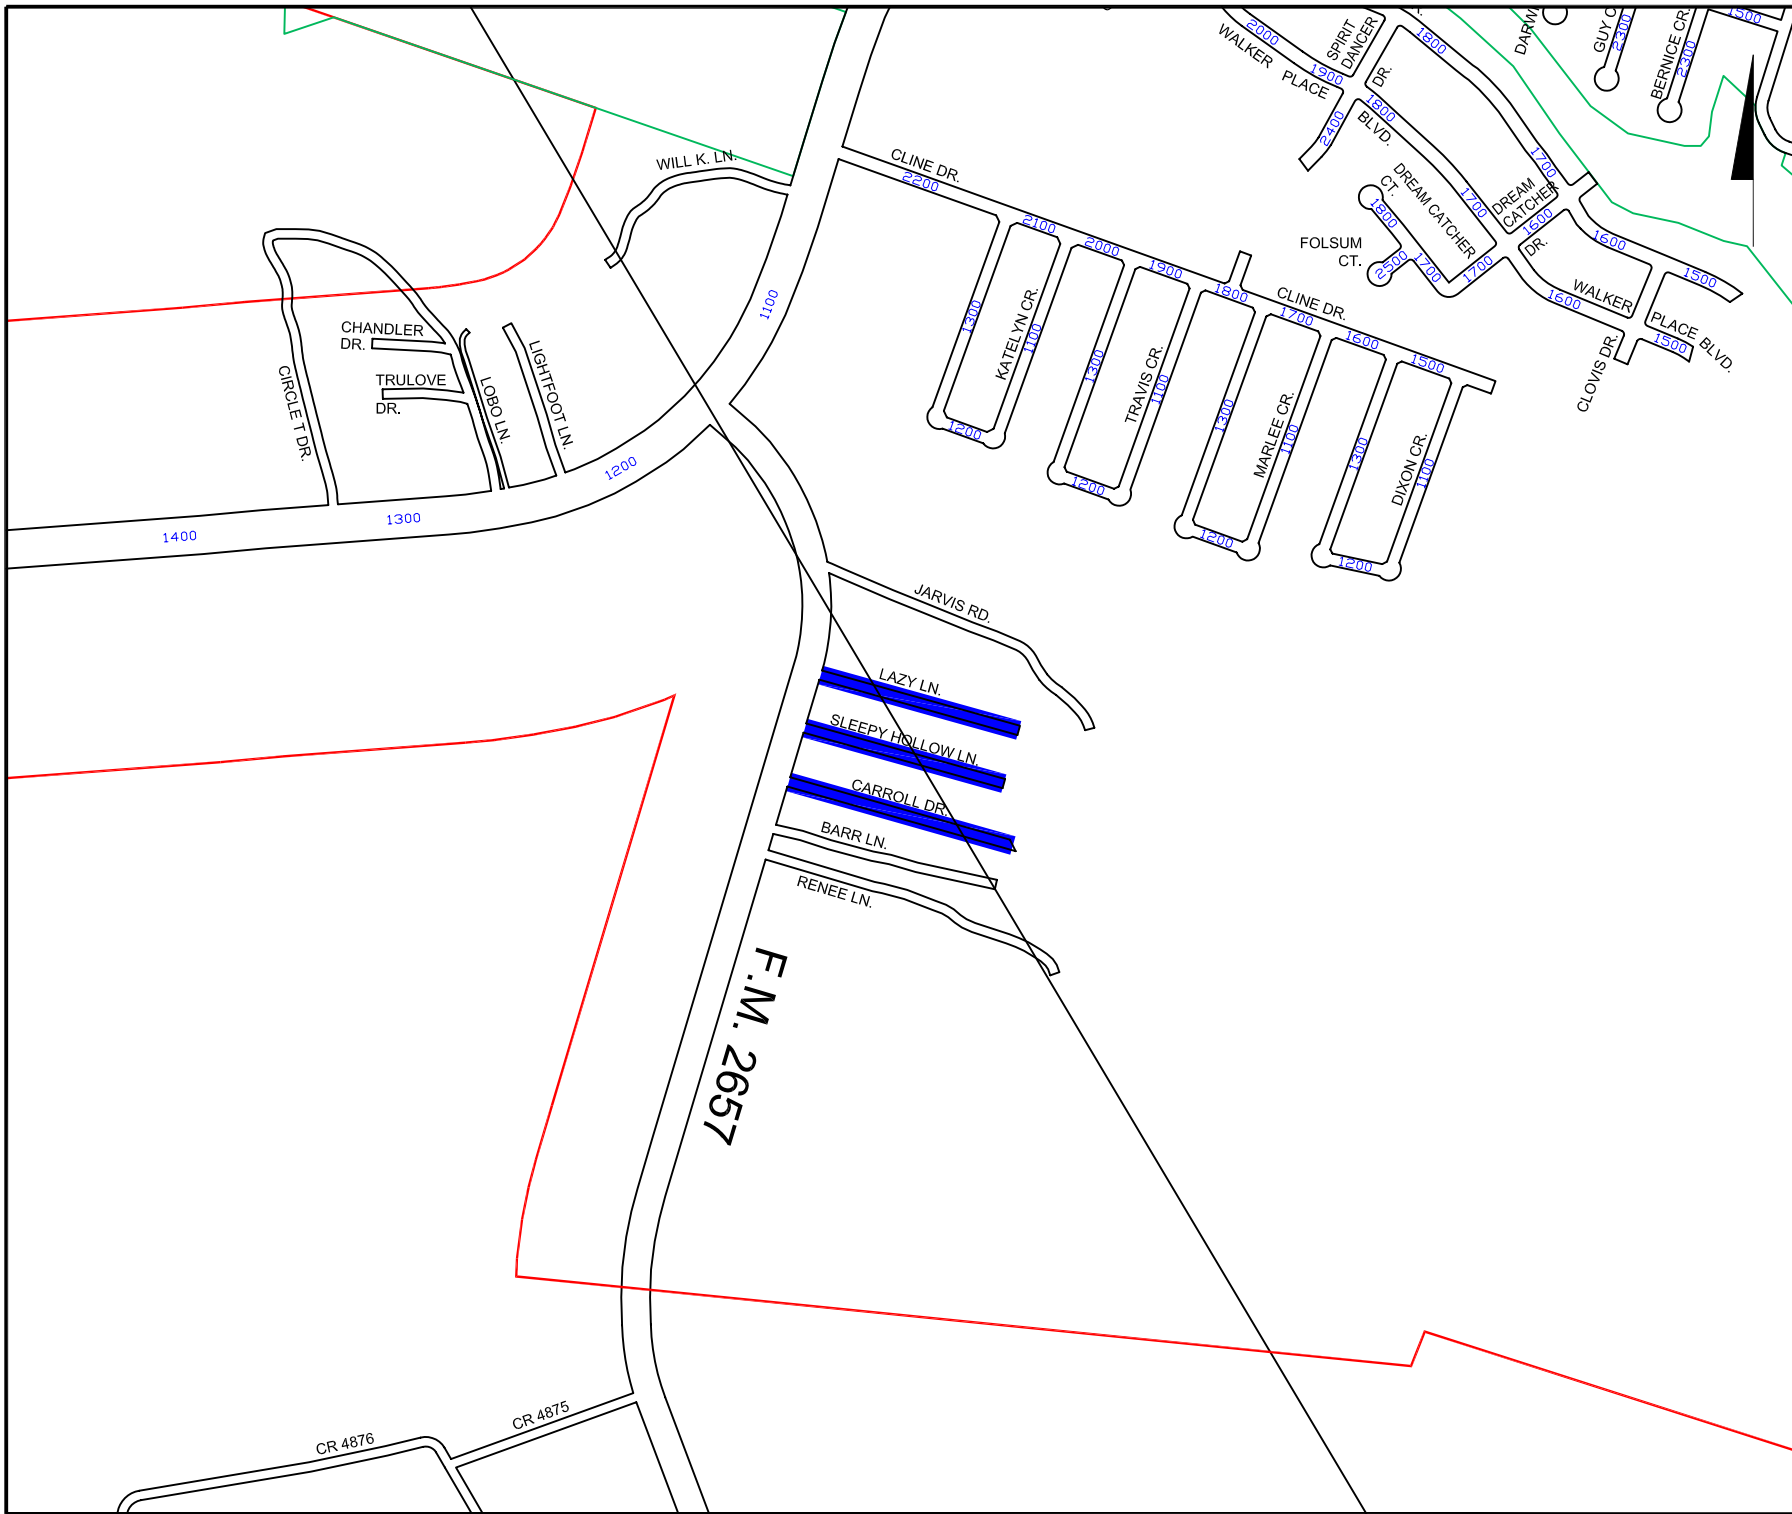 1500
2300
GUY C
2300
BERNICE CR.
SPIRIT
DANCER
DR.
2000
WALKER PLACE
BLVD.
1900
1800
1800
2400
1700
DREAM CATCHER
CT.
1700
DREAM
CATCHER
DR.
1600
1800
FOLSUM
CT.
2500
1700
1700
1600
1500
1600
WALKER
PLACE BLVD.
1500
CLOVIS DR.
WILL K. LN.
CLINE DR.
2200
2100
2000
1900
1800
CLINE DR.
1700
1600
1500
1100
1300
KATELYN CR.
1100
1200
1300
TRAVIS CR.
1100
1200
1300
MARLEE CR.
1100
1200
1300
DIXON CR.
1100
1200
CHANDLER
DR.
TRULOVE
DR.
CIRCLE T DR.
LOBO LN.
LIGHTFOOT LN.
1200
1300
1400
JARVIS RD.
LAZY LN.
SLEEPY HOLLOW LN.
CARROLL DR.
BARR LN.
RENEE LN.
F.M. 2657
CR 4875
CR 4876